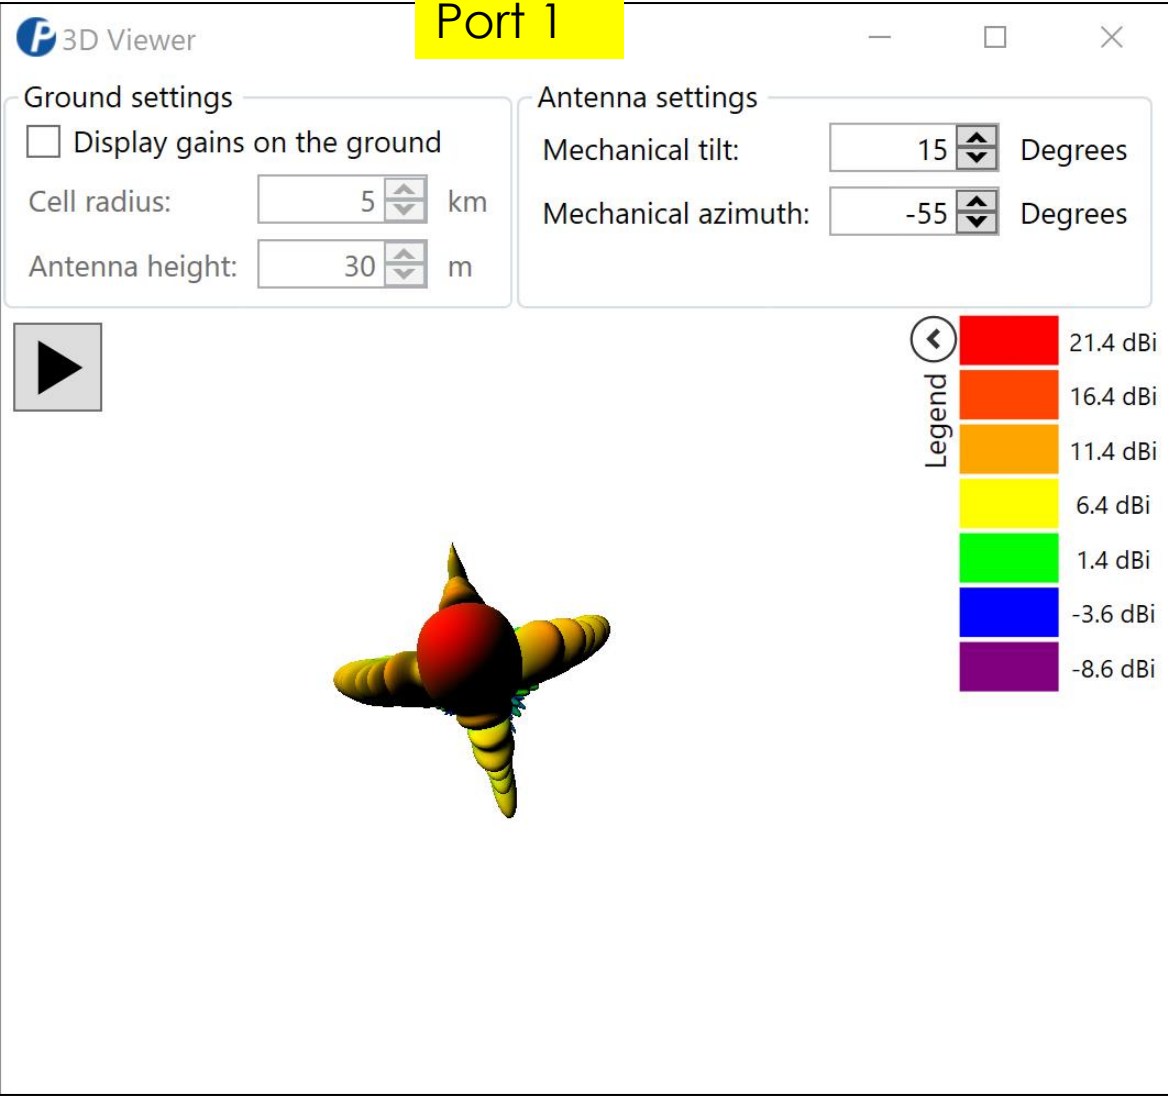 Port 1
P 3D Viewer
Ground settings
Display gains on the ground
Cell radius: 5 km
Antenna height: 30 m
Antenna settings
Mechanical tilt: 15 Degrees
Mechanical azimuth: -55 Degrees
Legend
21.4 dBi
16.4 dBi
11.4 dBi
6.4 dBi
1.4 dBi
-3.6 dBi
-8.6 dBi